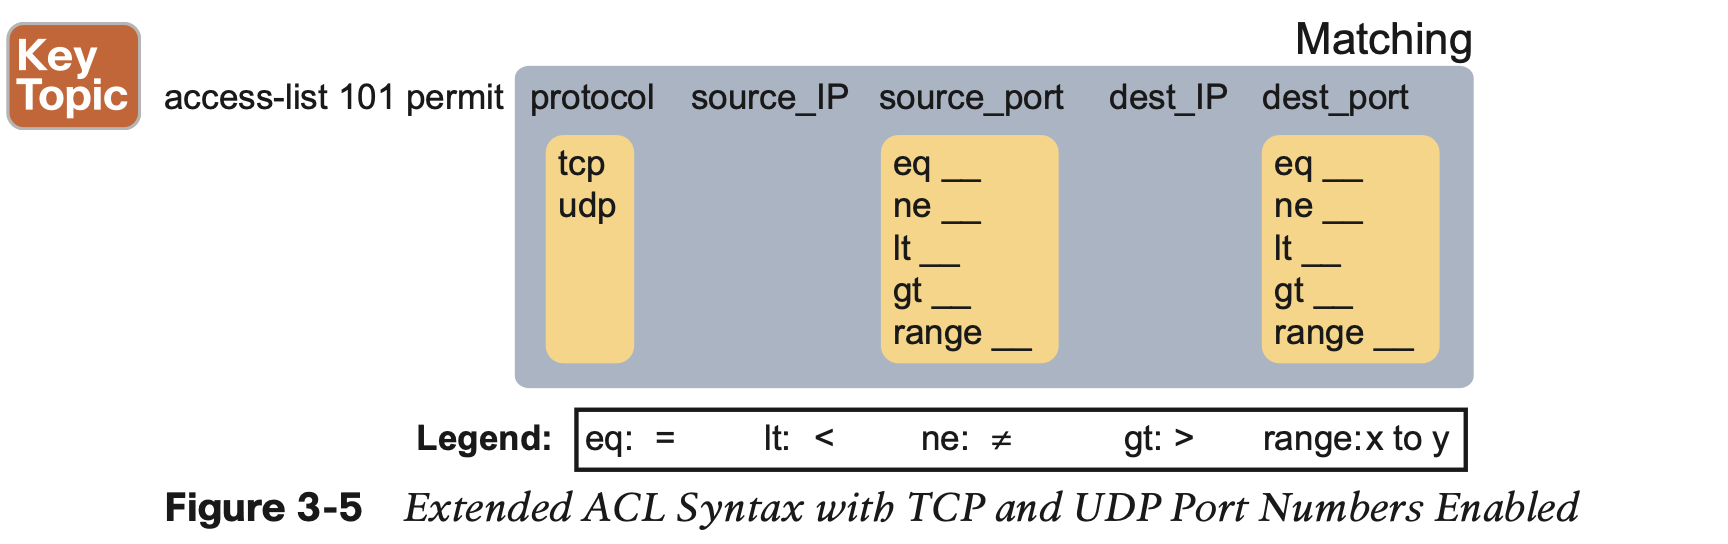 Matching
Key
Topic
access-list 101 permit protocol source_IP source_port dest_IP dest_port
tcp eq __ eq __
udp ne __ ne __
lt __ lt __
gt __ gt __
range __ range __
Legend: eq: = lt: < ne: ≠ gt: > range: x to y
Figure 3-5 Extended ACL Syntax with TCP and UDP Port Numbers Enabled